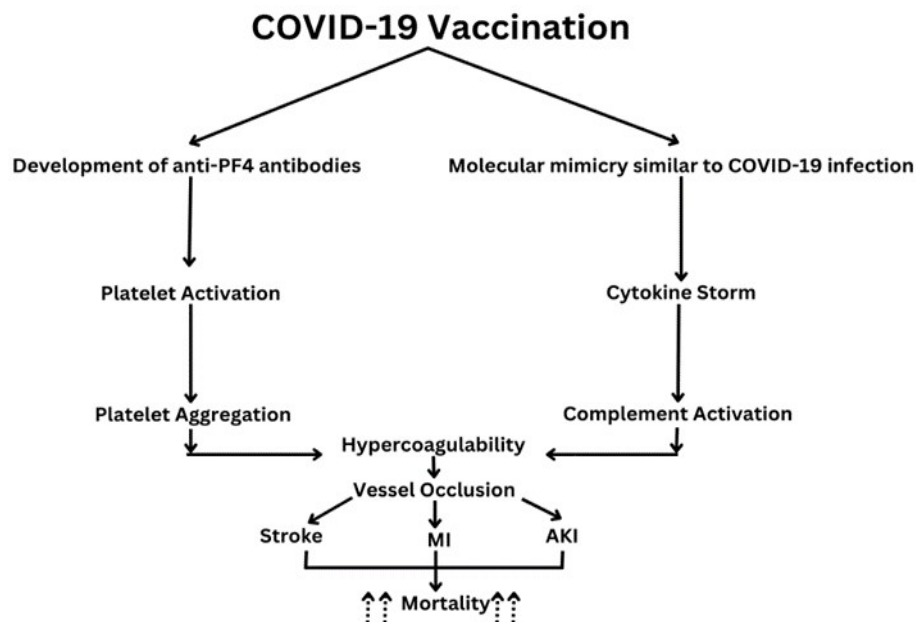 COVID-19 Vaccination
Development of anti-PF4 antibodies
Molecular mimicry similar to COVID-19 infection
Platelet Activation
Cytokine Storm
Platelet Aggregation
Complement Activation
Hypercoagulability
Vessel Occlusion
Stroke
MI
AKI
Mortality